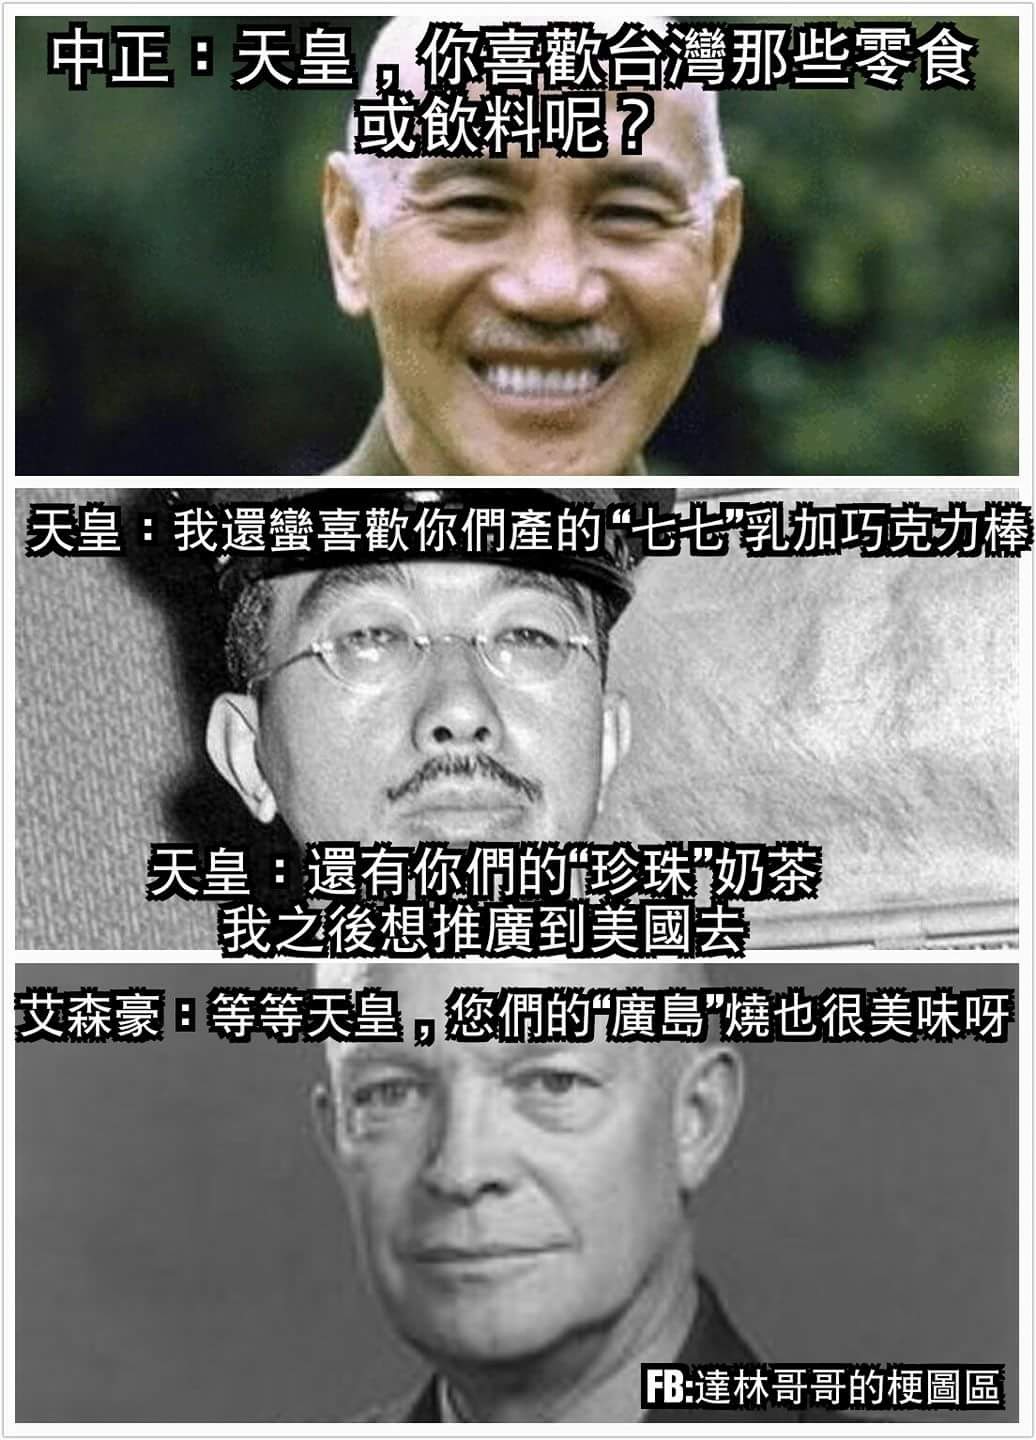 中正：天皇，你喜歡台灣那些零食
或飲料呢？
天皇：我還蠻喜歡你們產的“七七”乳加巧克力棒
天皇：還有你們的“珍珠”奶茶
我之後想推廣到美國去
艾森豪：等等天皇，您們的“廣島”燒也很美味呀
FB:達林哥哥的梗圖區